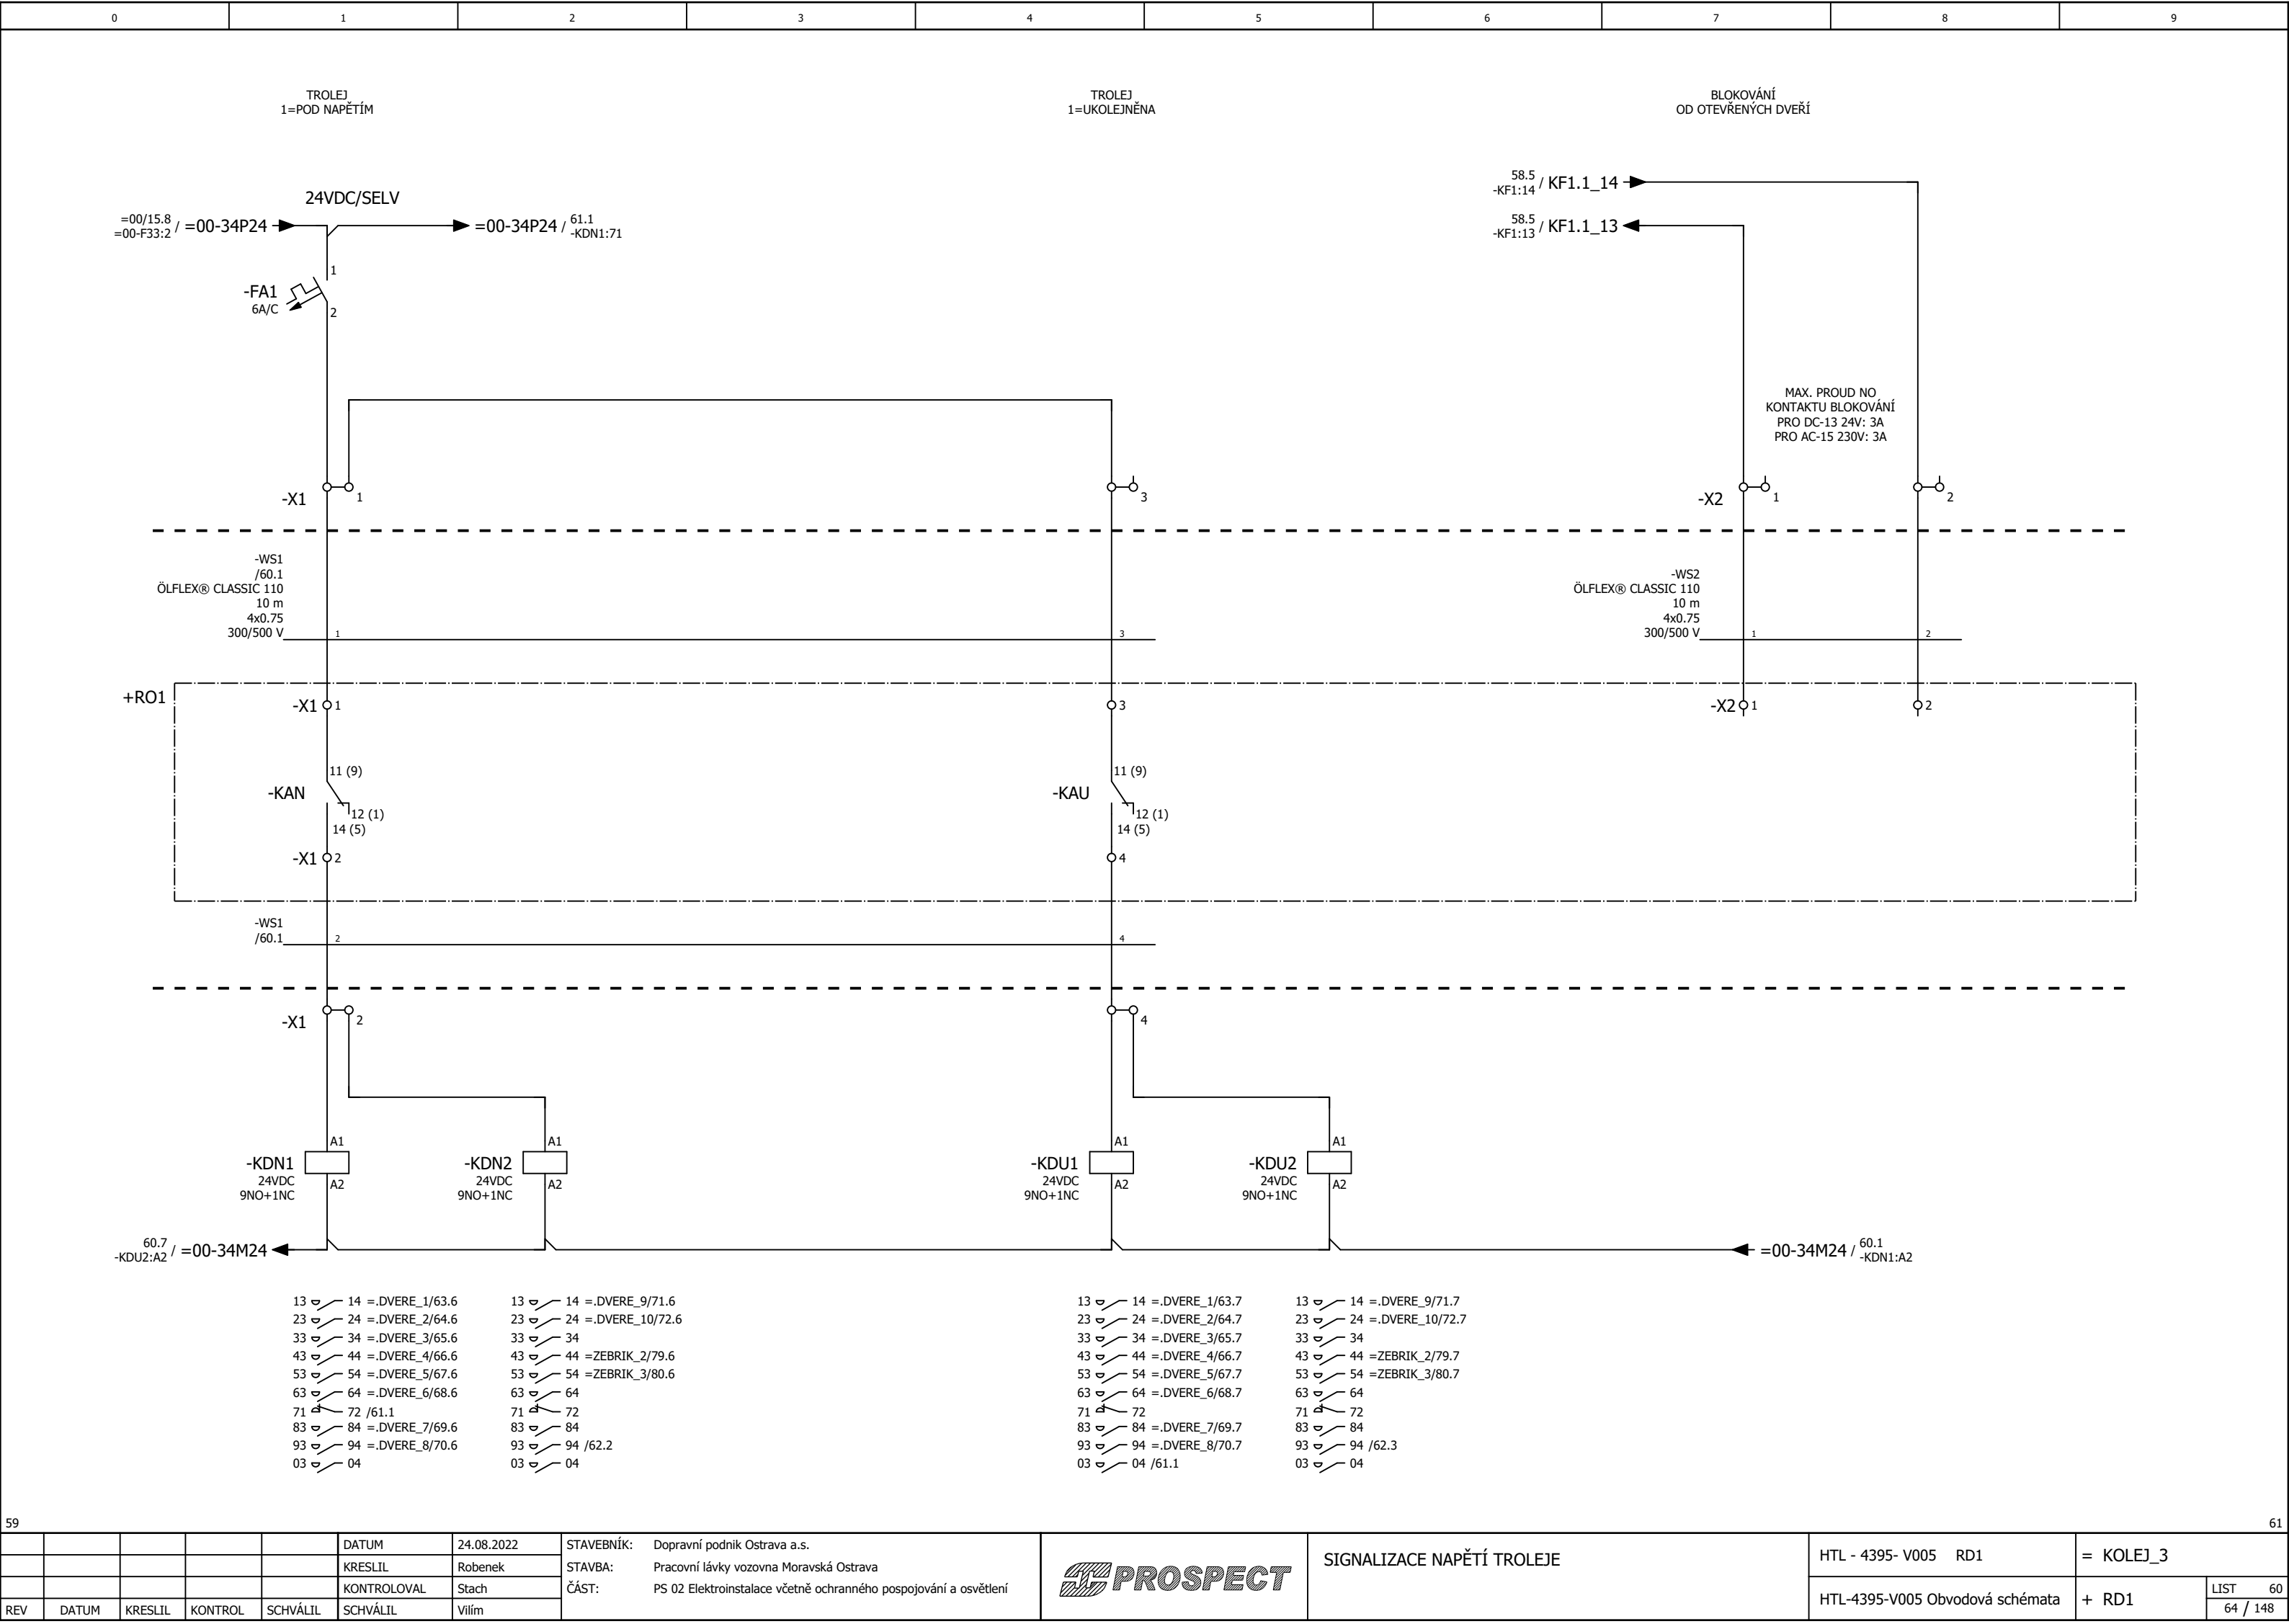 0 1 2 3 4 5 6 7 8 9
TROLEJ
1=POD NAPĚTÍM
TROLEJ
1=UKOLEJNĚNA
BLOKOVÁNÍ
OD OTEVŘENÝCH DVEŘÍ
24VDC/SELV
=00/15.8
=00-F33:2 / =00-34P24
=00-34P24 / 61.1
-KDN1:71
58.5
-KF1:14 / KF1.1_14
58.5
-KF1:13 / KF1.1_13
1
-FA1
6A/C
2
MAX. PROUD NO
KONTAKTU BLOKOVÁNÍ
PRO DC-13 24V: 3A
PRO AC-15 230V: 3A
-X1 1 3 -X2 1 2
-WS1
/60.1
ÖLFLEX® CLASSIC 110
10 m
4x0.75
300/500 V 1 3
-WS2
ÖLFLEX® CLASSIC 110
10 m
4x0.75
300/500 V 1 2
+RO1
-X1 1 3 -X2 1 2
11 (9) 11 (9)
-KAN -KAU
12 (1) 12 (1)
14 (5) 14 (5)
-X1 2 4
-WS1
/60.1 2 4
-X1 2 4
A1 A1 A1 A1
-KDN1 -KDN2 -KDU1 -KDU2
24VDC 24VDC 24VDC 24VDC
A2 A2 A2 A2
9NO+1NC 9NO+1NC 9NO+1NC 9NO+1NC
60.7
-KDU2:A2 / =00-34M24
=00-34M24 / 60.1
-KDN1:A2
13 14 =.DVERE_1/63.6 13 14 =.DVERE_9/71.6 13 14 =.DVERE_1/63.7 13 14 =.DVERE_9/71.7
23 24 =.DVERE_2/64.6 23 24 =.DVERE_10/72.6 23 24 =.DVERE_2/64.7 23 24 =.DVERE_10/72.7
33 34 =.DVERE_3/65.6 33 34 33 34 =.DVERE_3/65.7 33 34
43 44 =.DVERE_4/66.6 43 44 =ZEBRIK_2/79.6 43 44 =.DVERE_4/66.7 43 44 =ZEBRIK_2/79.7
53 54 =.DVERE_5/67.6 53 54 =ZEBRIK_3/80.6 53 54 =.DVERE_5/67.7 53 54 =ZEBRIK_3/80.7
63 64 =.DVERE_6/68.6 63 64 63 64 =.DVERE_6/68.7 63 64
71 72 /61.1 71 72 71 72 71 72
83 84 =.DVERE_7/69.6 83 84 83 84 =.DVERE_7/69.7 83 84
93 94 =.DVERE_8/70.6 93 94 /62.2 93 94 =.DVERE_8/70.7 93 94 /62.3
03 04 03 04 03 04 /61.1 03 04
59 61
DATUM 24.08.2022
KRESLIL Robenek
KONTROLOVAL Stach
REV DATUM KRESLIL KONTROL SCHVÁLIL SCHVÁLIL Vilím
STAVEBNÍK: Dopravní podnik Ostrava a.s.
STAVBA: Pracovní lávky vozovna Moravská Ostrava
ČÁST: PS 02 Elektroinstalace včetně ochranného pospojování a osvětlení
PROSPECT
SIGNALIZACE NAPĚTÍ TROLEJE
HTL - 4395- V005 RD1
HTL-4395-V005 Obvodová schémata
= KOLEJ_3
+ RD1
LIST 60
64 / 148